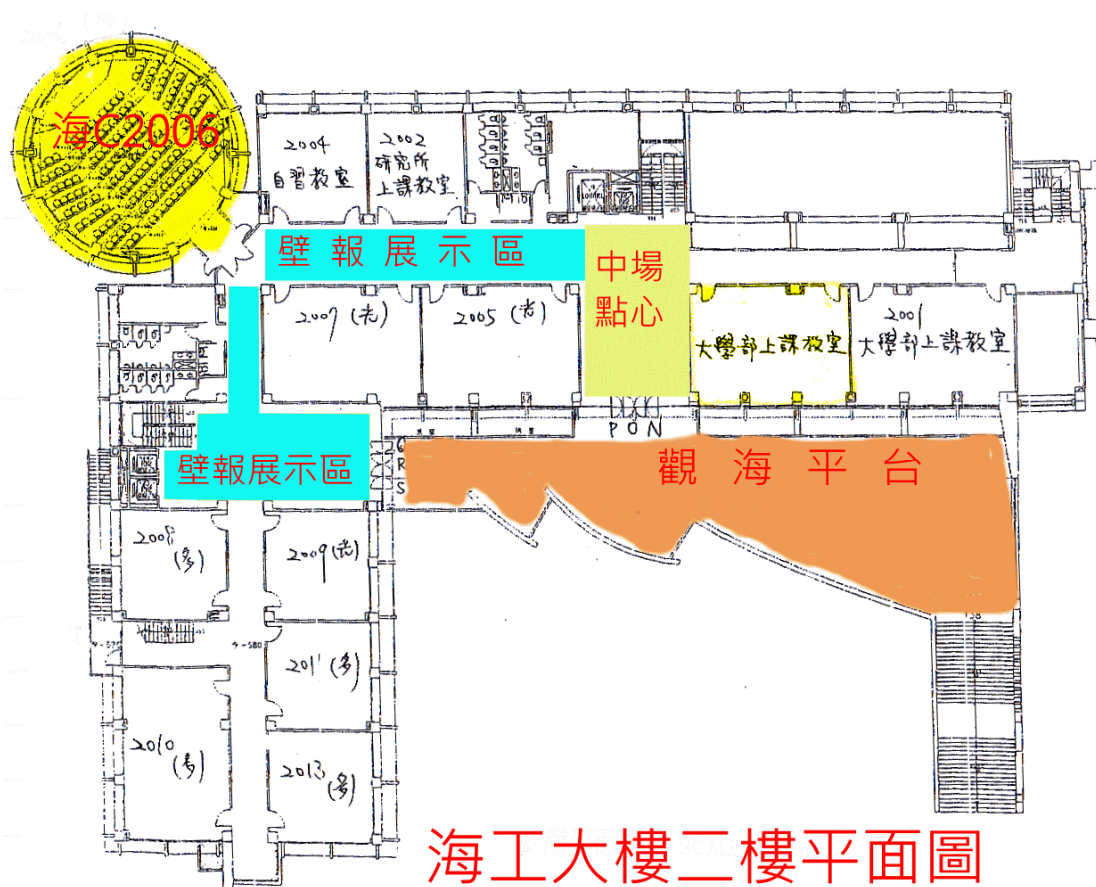 海C2006
2004
自習教室
2002
研究所
上課教室
壁報展示區
中場
點心
2007 (光)
2005 (光)
大學部上課教室
2001
大學部上課教室
P O N
壁報展示區
觀海平台
2008
(多)
2009 (光)
2011 (多)
2010
(多)
2013
(多)
海工大樓二樓平面圖